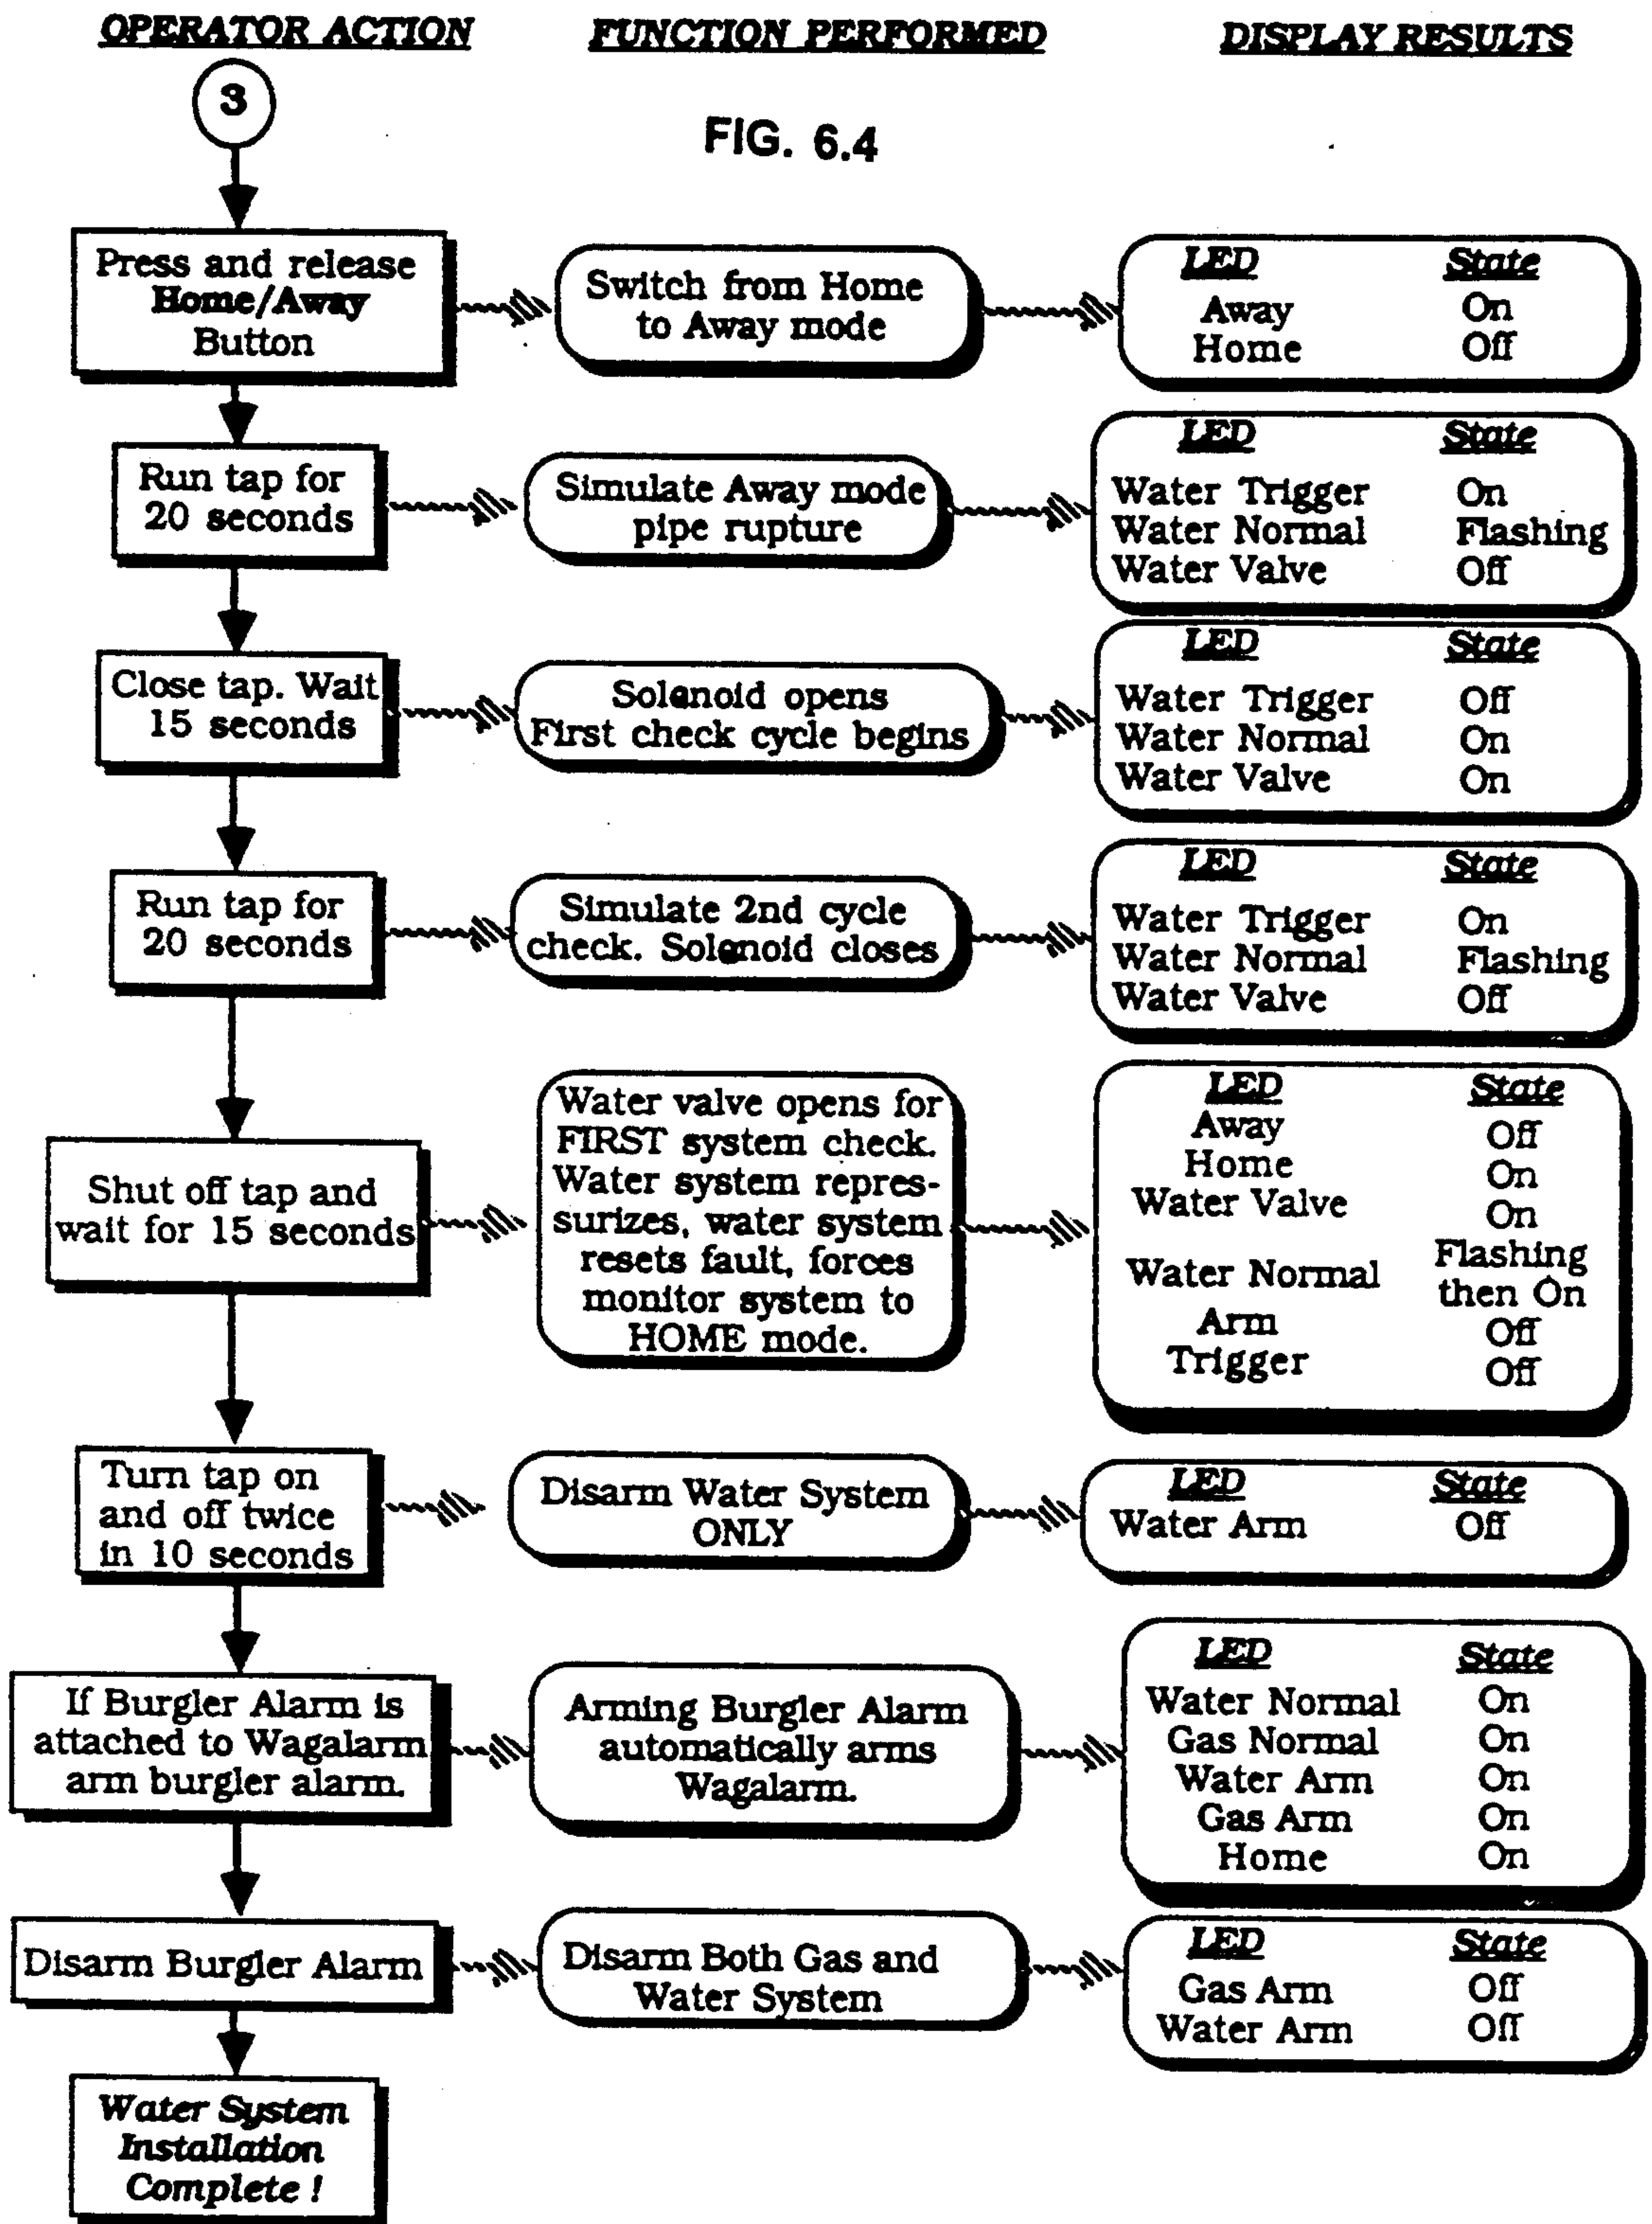 OPERATOR ACTION
FUNCTION PERFORMED
DISPLAY RESULTS
3
FIG. 6.4
Press and release
Home/Away
Button
Switch from Home
to Away mode
LED State
Away On
Home Off
Run tap for
20 seconds
Simulate Away mode
pipe rupture
LED State
Water Trigger On
Water Normal Flashing
Water Valve Off
Close tap. Wait
15 seconds
Solenoid opens
First check cycle begins
LED State
Water Trigger Off
Water Normal On
Water Valve On
Run tap for
20 seconds
Simulate 2nd cycle
check. Solenoid closes
LED State
Water Trigger On
Water Normal Flashing
Water Valve Off
Shut off tap and
wait for 15 seconds
Water valve opens for
FIRST system check.
Water system repres-
surizes, water system
resets fault, forces
monitor system to
HOME mode.
LED State
Away Off
Home On
Water Valve On
Water Normal Flashing
then On
Arm Off
Trigger Off
Turn tap on
and off twice
in 10 seconds
Disarm Water System
ONLY
LED State
Water Arm Off
If Burgler Alarm is
attached to Wagalarm
arm burgler alarm.
Arming Burgler Alarm
automatically arms
Wagalarm.
LED State
Water Normal On
Gas Normal On
Water Arm On
Gas Arm On
Home On
Disarm Burgler Alarm
Disarm Both Gas and
Water System
LED State
Gas Arm Off
Water Arm Off
Water System
Installation
Complete !